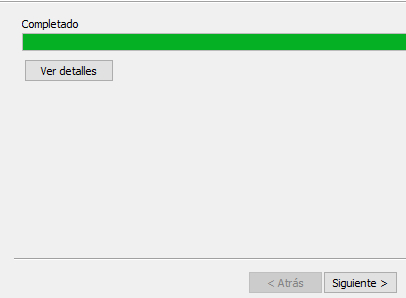 Completado
Ver detalles
< Atrás
Siguiente >